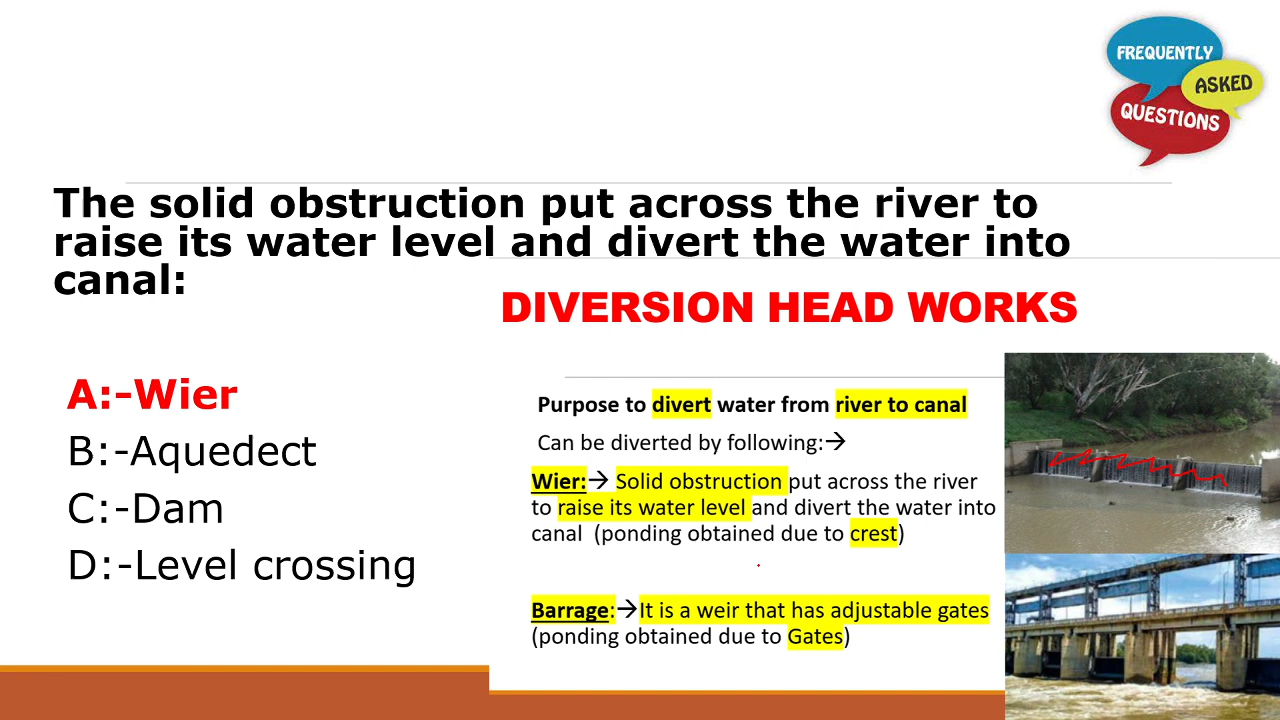 FREQUENTLY
ASKED
QUESTIONS
The solid obstruction put across the river to
raise its water level and divert the water into
canal:
DIVERSION HEAD WORKS
A:-Wier
B:-Aquedect
C:-Dam
D:-Level crossing
Purpose to divert water from river to canal
Can be diverted by following:→
Wier:→ Solid obstruction put across the river
to raise its water level and divert the water into
canal (ponding obtained due to crest)
Barrage:→It is a weir that has adjustable gates
(ponding obtained due to Gates)